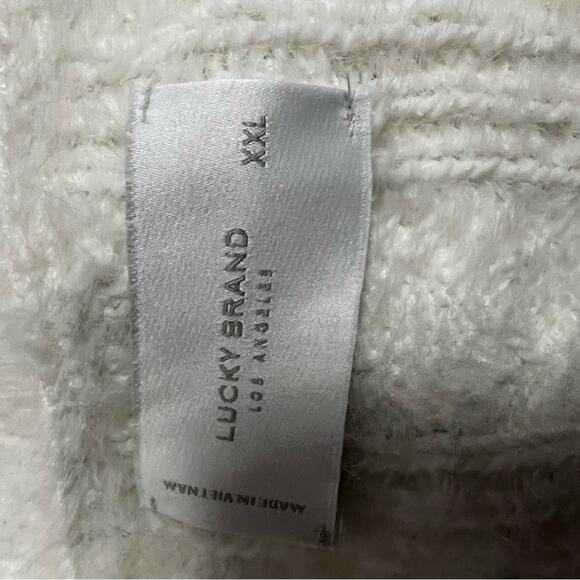 XXL
LUCKY BRAND
LOS ANGELES
MADE IN VIETNAM